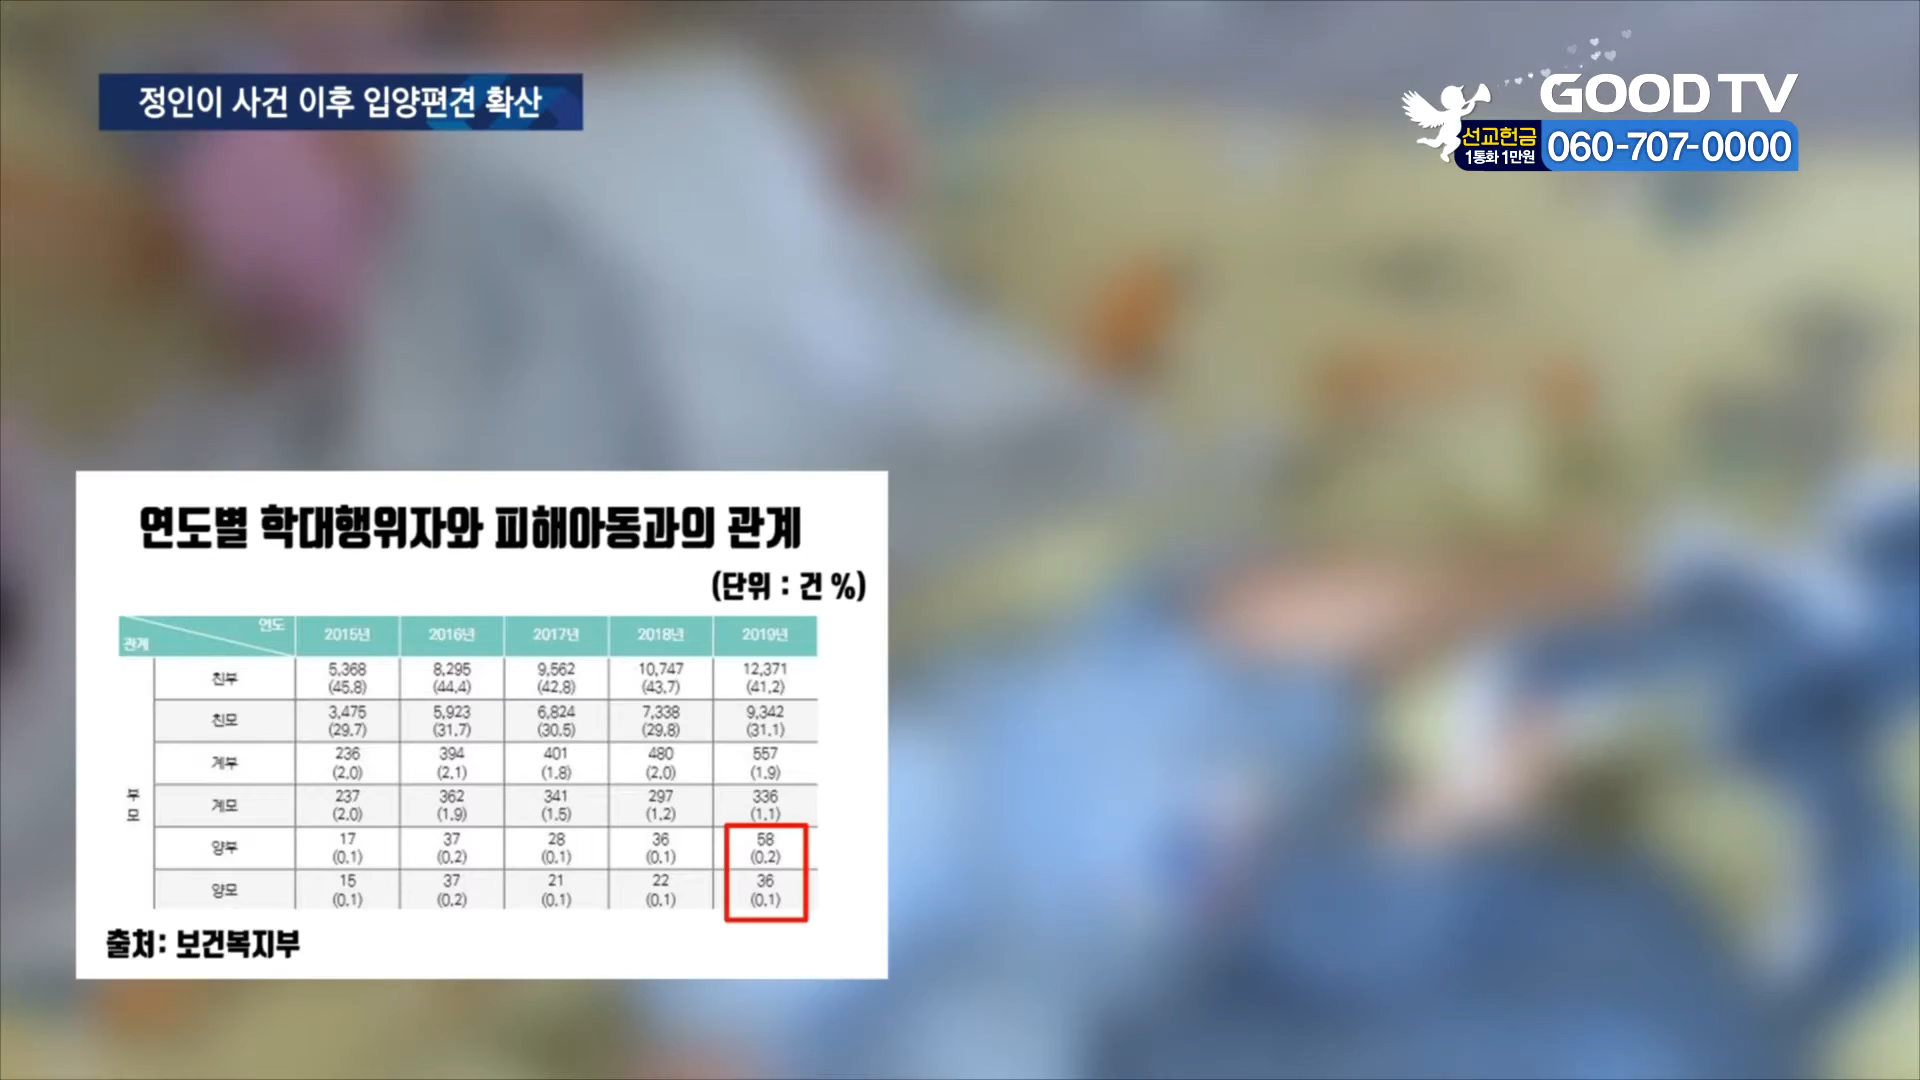 정인이 사건 이후 입양편견 확산
GOOD TV
선교헌금
1통화 1만원
060-707-0000
연도별 학대행위자와 피해아동과의 관계
(단위 : 건 %)
관계 연도 2015년 2016년 2017년 2018년 2019년
부모
친부 5,368 (45.8) 8,295 (44.4) 9,562 (42.8) 10,747 (43.7) 12,371 (41.2)
친모 3,475 (29.7) 5,923 (31.7) 6,824 (30.5) 7,338 (29.8) 9,342 (31.1)
계부 236 (2.0) 394 (2.1) 401 (1.8) 480 (2.0) 557 (1.9)
계모 237 (2.0) 362 (1.9) 341 (1.5) 297 (1.2) 336 (1.1)
양부 17 (0.1) 37 (0.2) 28 (0.1) 36 (0.1) 58 (0.2)
양모 15 (0.1) 37 (0.2) 21 (0.1) 22 (0.1) 36 (0.1)
출처: 보건복지부